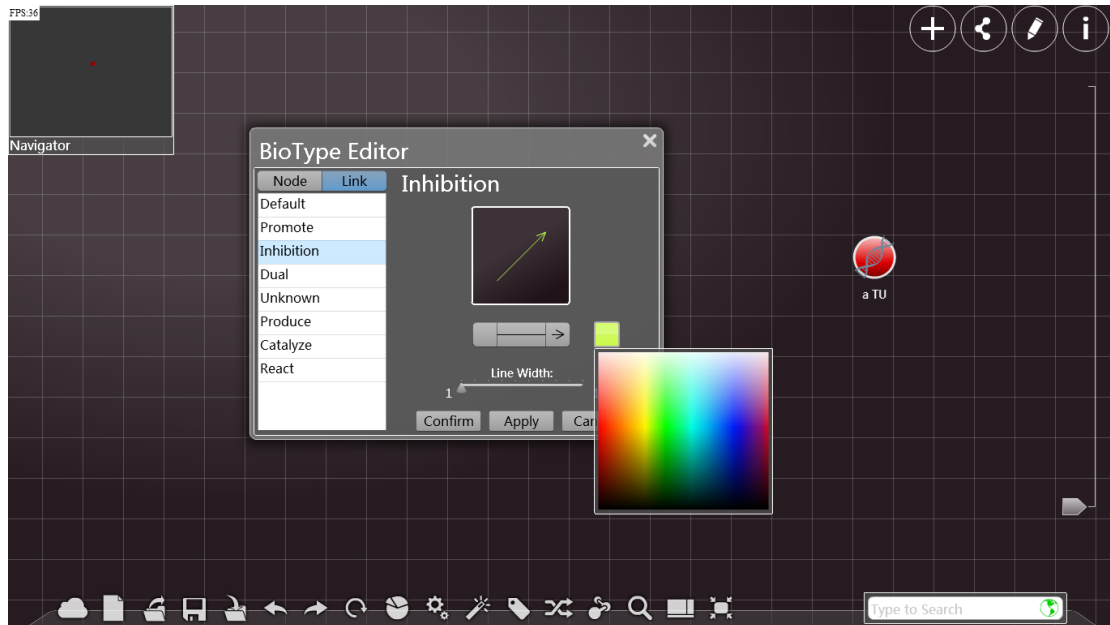 FPS:36
Navigator
BioType Editor
Node Link
Inhibition
Default
Promote
Inhibition
Dual
Unknown
Produce
Catalyze
React
Line Width:
1
Confirm Apply
a TU
Type to Search